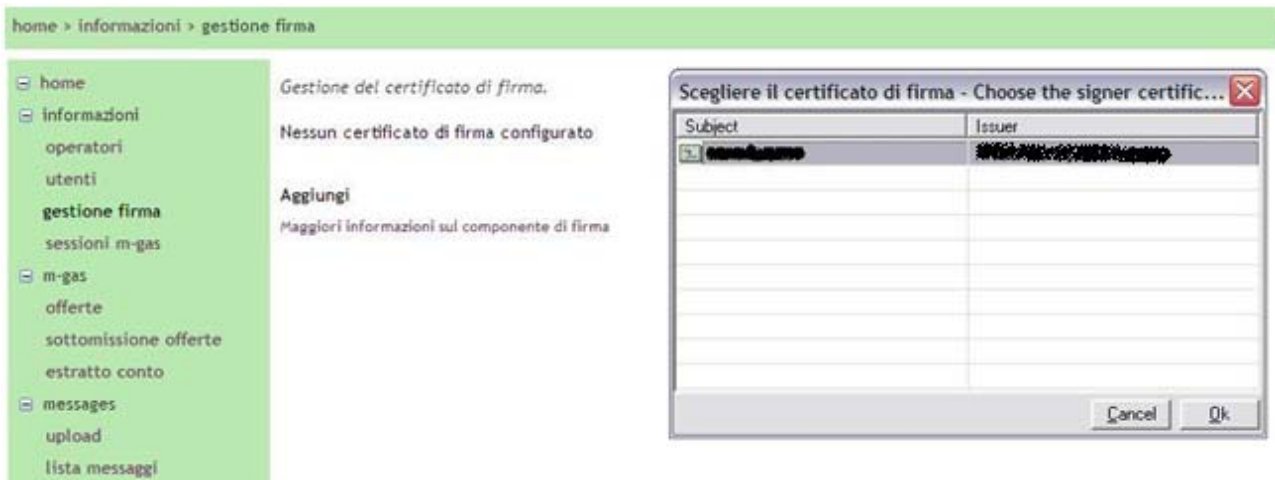 home > informazioni > gestione firma
home
informazioni
operatori
utenti
gestione firma
sessioni m-gas
m-gas
offerte
sottomissione offerte
estratto conto
messages
upload
lista messaggi
Gestione del certificato di firma.
Nessun certificato di firma configurato
Aggiungi
Maggiori informazioni sul componente di firma
Scegliere il certificato di firma - Choose the signer certific...
Subject Issuer
Cancel Ok